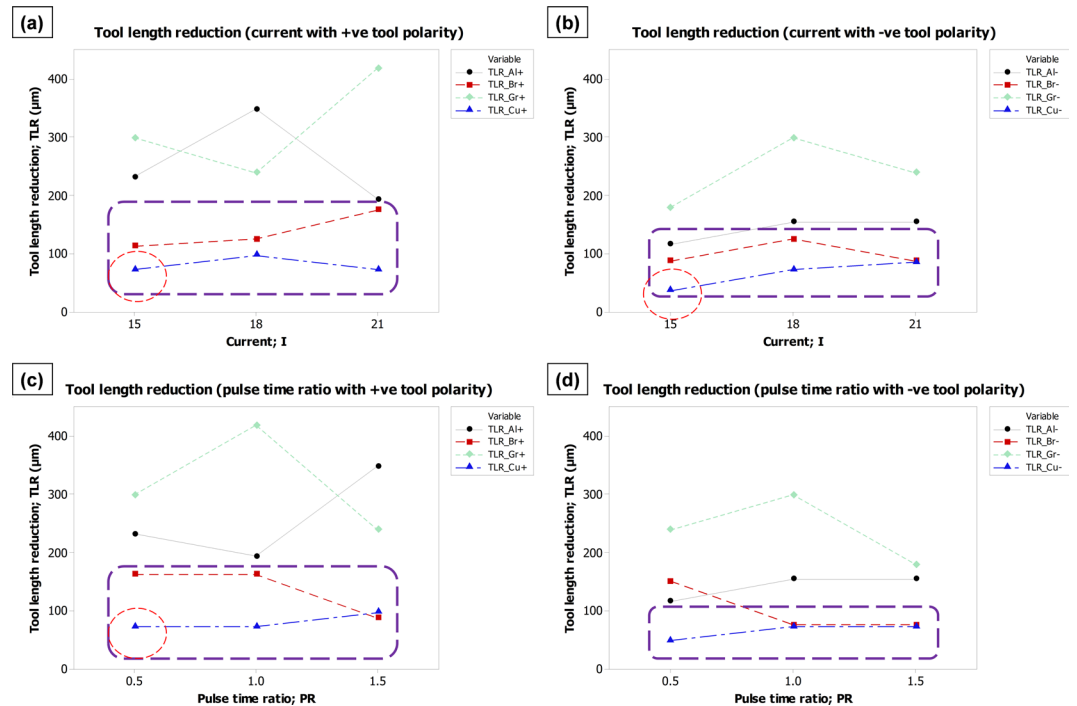 (a)
Tool length reduction (current with +ve tool polarity)
Tool length reduction; TLR (µm)
400
300
200
100
0
15
18
21
Current; I
Variable
TLR_Al+
TLR_Br+
TLR_Gr+
TLR_Cu+
(b)
Tool length reduction (current with -ve tool polarity)
Tool length reduction; TLR (µm)
400
300
200
100
0
15
18
21
Current; I
Variable
TLR_Al-
TLR_Br-
TLR_Gr-
TLR_Cu-
(c)
Tool length reduction (pulse time ratio with +ve tool polarity)
Tool length reduction; TLR (µm)
400
300
200
100
0
0.5
1.0
1.5
Pulse time ratio; PR
Variable
TLR_Al+
TLR_Br+
TLR_Gr+
TLR_Cu+
(d)
Tool length reduction (pulse time ratio with -ve tool polarity)
Tool length reduction; TLR (µm)
400
300
200
100
0
0.5
1.0
1.5
Pulse time ratio; PR
Variable
TLR_Al-
TLR_Br-
TLR_Gr-
TLR_Cu-